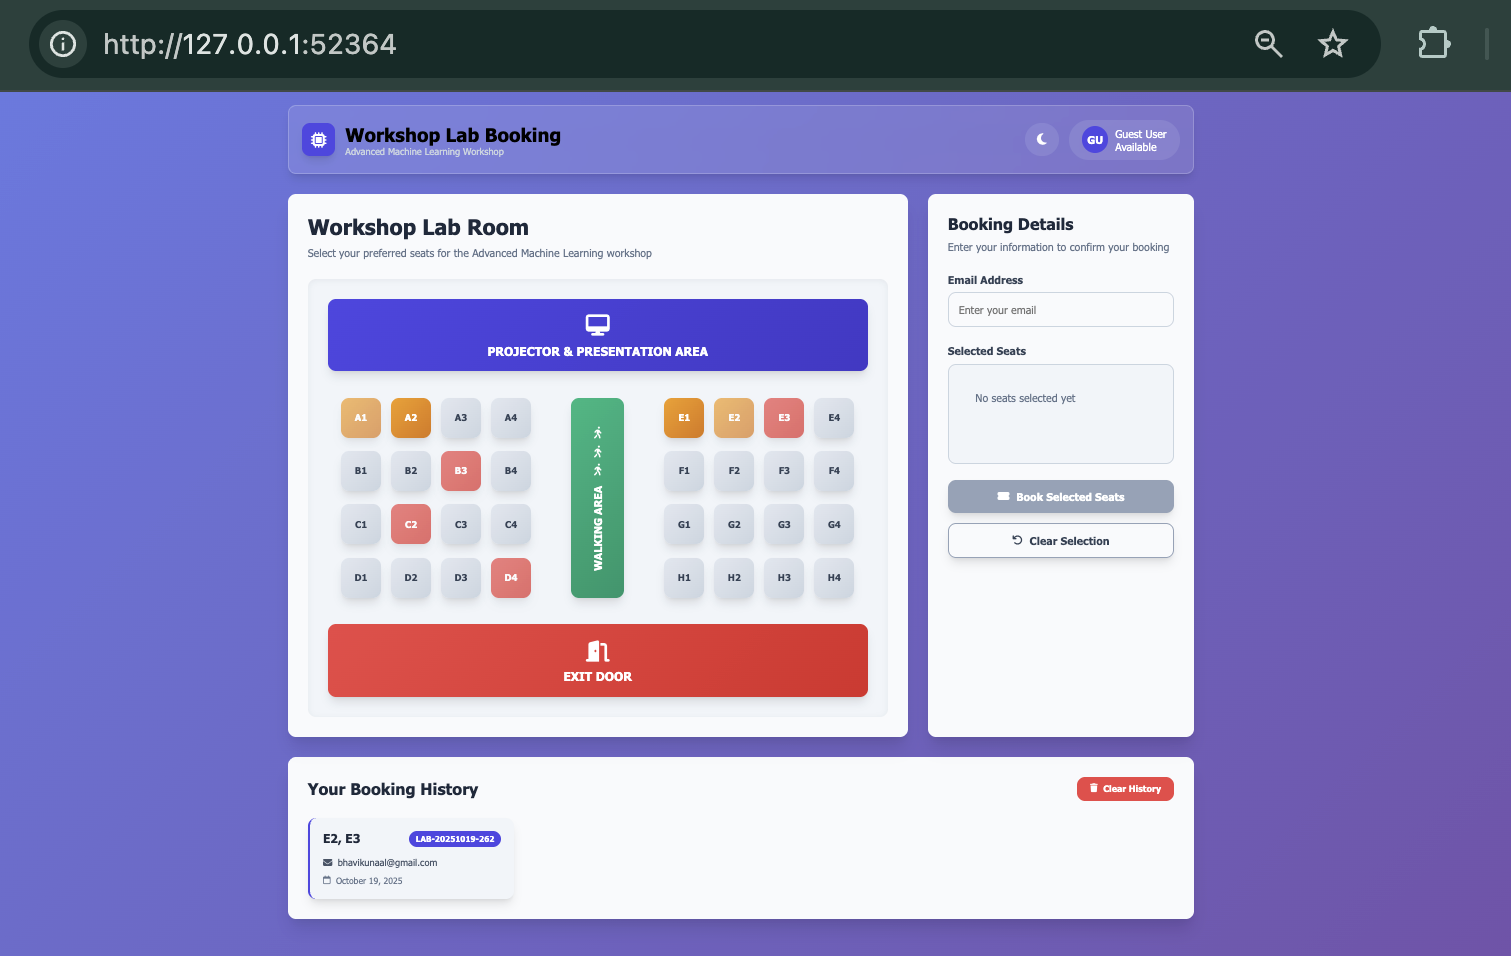 http://127.0.0.1:52364
Workshop Lab Booking
Advanced Machine Learning Workshop
GU
Guest User
Available
Workshop Lab Room
Select your preferred seats for the Advanced Machine Learning workshop
PROJECTOR & PRESENTATION AREA
A1 A2 A3 A4 E1 E2 E3 E4
B1 B2 B3 B4 F1 F2 F3 F4
C1 C2 C3 C4 G1 G2 G3 G4
D1 D2 D3 D4 H1 H2 H3 H4
WALKING AREA
EXIT DOOR
Booking Details
Enter your information to confirm your booking
Email Address
Enter your email
Selected Seats
No seats selected yet
Book Selected Seats
Clear Selection
Your Booking History
Clear History
E2, E3 LAB-20251019-262
bhavikunaal@gmail.com
October 19, 2025